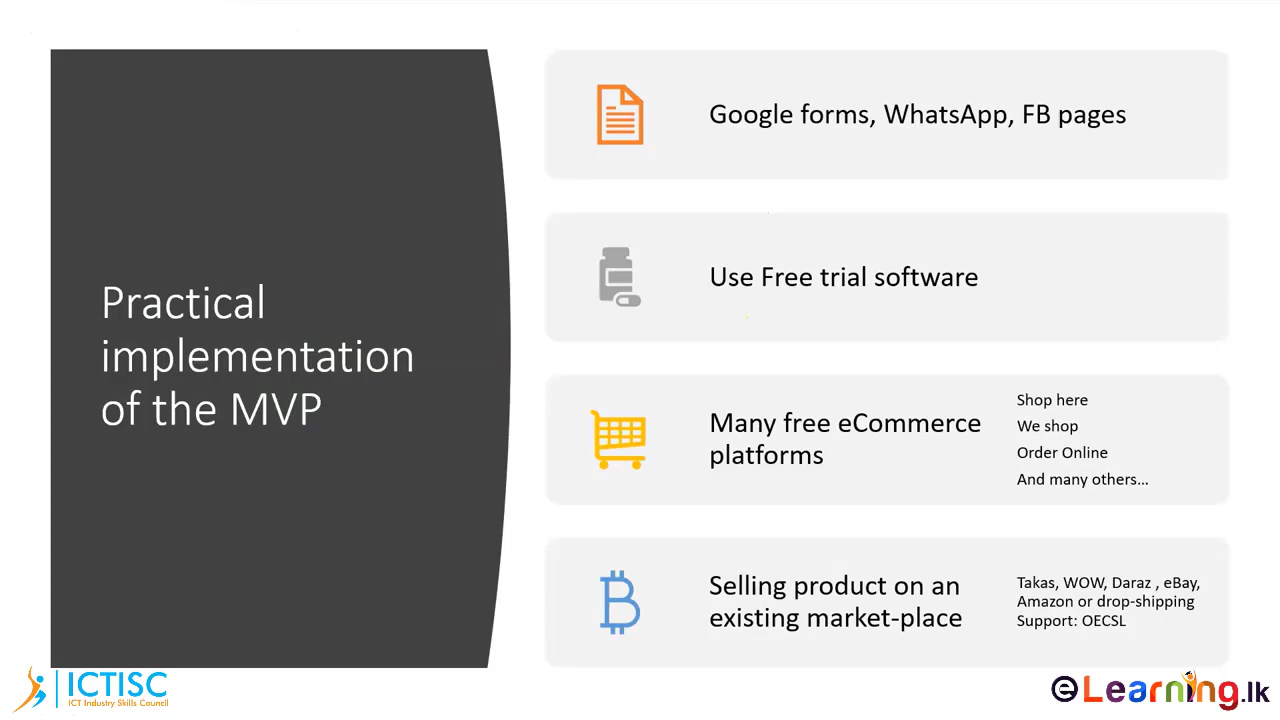 Practical
implementation
of the MVP
Google forms, WhatsApp, FB pages
Use Free trial software
Many free eCommerce
platforms
Shop here
We shop
Order Online
And many others...
Selling product on an
existing market-place
Takas, WOW, Daraz , eBay,
Amazon or drop-shipping
Support: OECSL
ICTISC
ICT Industry Skills Council
eLearning.lk